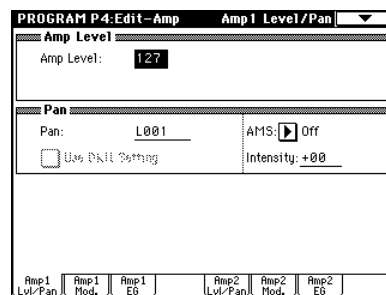 PROGRAM P4:Edit-Amp Amp1 Level/Pan
Amp Level
Amp Level: 127
Pan
Pan: L001 AMS: Off
Use DKit Setting Intensity: +00
Amp1 Lvl/Pan Amp1 Mod. Amp1 EG Amp2 Lvl/Pan Amp2 Mod. Amp2 EG